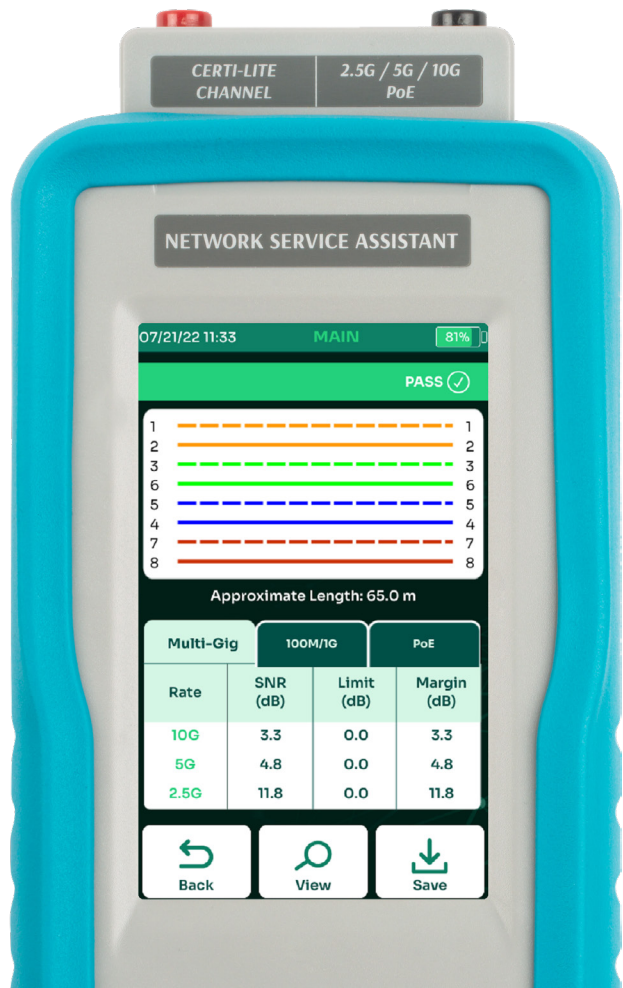 CERTI-LITE CHANNEL
2.5G / 5G / 10G PoE
NETWORK SERVICE ASSISTANT
07/21/22 11:33 MAIN 81%
PASS
1 1
2 2
3 3
6 6
5 5
4 4
7 7
8 8
Approximate Length: 65.0 m
Multi-Gig 100M/1G PoE
Rate SNR (dB) Limit (dB) Margin (dB)
10G 3.3 0.0 3.3
5G 4.8 0.0 4.8
2.5G 11.8 0.0 11.8
Back View Save